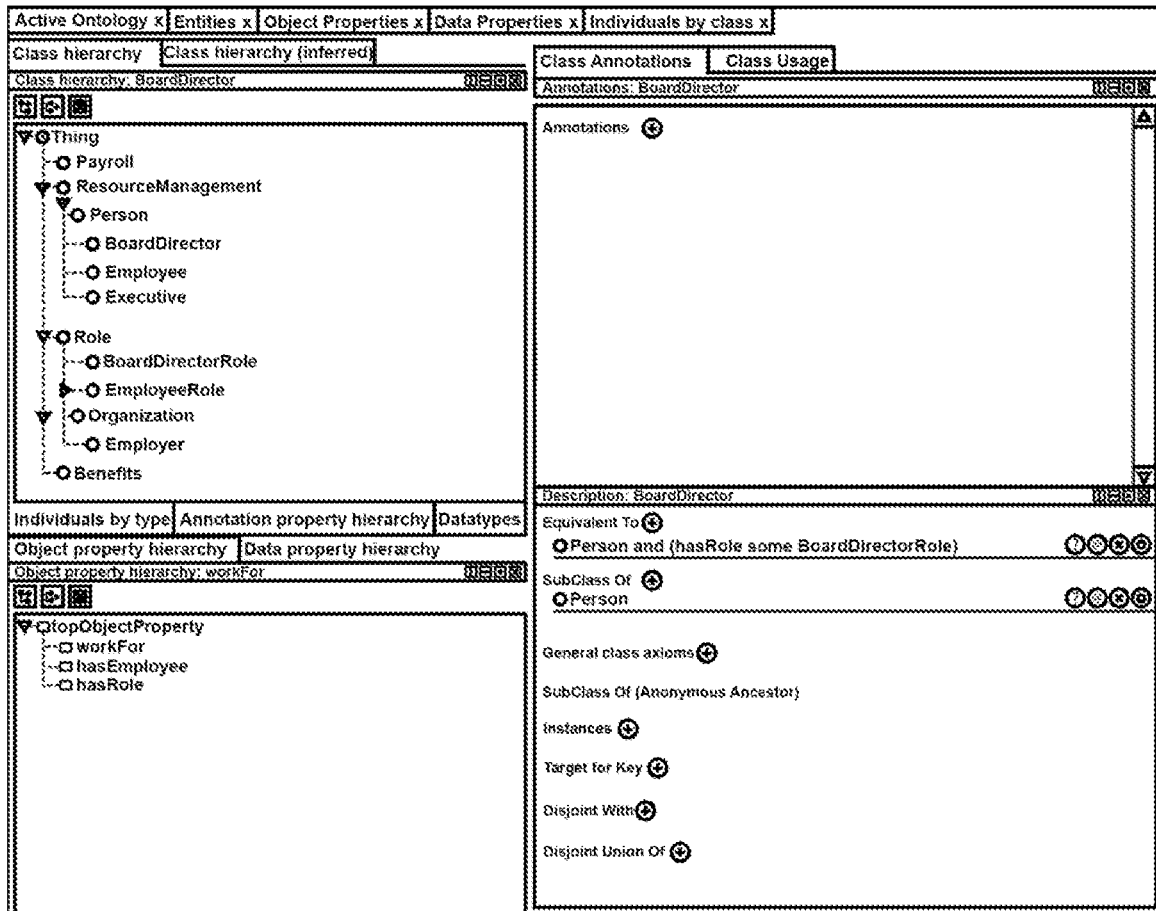 Active Ontology x Entities x Object Properties x Data Properties x Individuals by class x
Class hierarchy Class hierarchy (inferred)
Class hierarchy: BoardDirector
Thing
Payroll
ResourceManagement
Person
BoardDirector
Employee
Executive
Role
BoardDirectorRole
EmployeeRole
Organization
Employer
Benefits
Individuals by type Annotation property hierarchy Datatypes
Object property hierarchy Data property hierarchy
Object property hierarchy: workFor
topObjectProperty
workFor
hasEmployee
hasRole
Class Annotations Class Usage
Annotations: BoardDirector
Annotations
Description: BoardDirector
Equivalent To
Person and (hasRole some BoardDirectorRole)
SubClass Of
Person
General class axioms
SubClass Of (Anonymous Ancestor)
Instances
Target for Key
Disjoint With
Disjoint Union Of